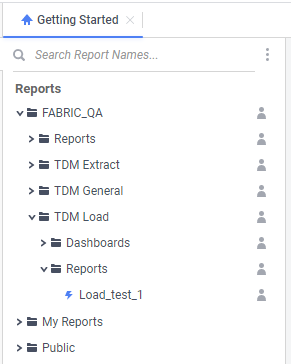 Getting Started
Search Report Names...
Reports
FABRIC_QA
Reports
TDM Extract
TDM General
TDM Load
Dashboards
Reports
Load_test_1
My Reports
Public